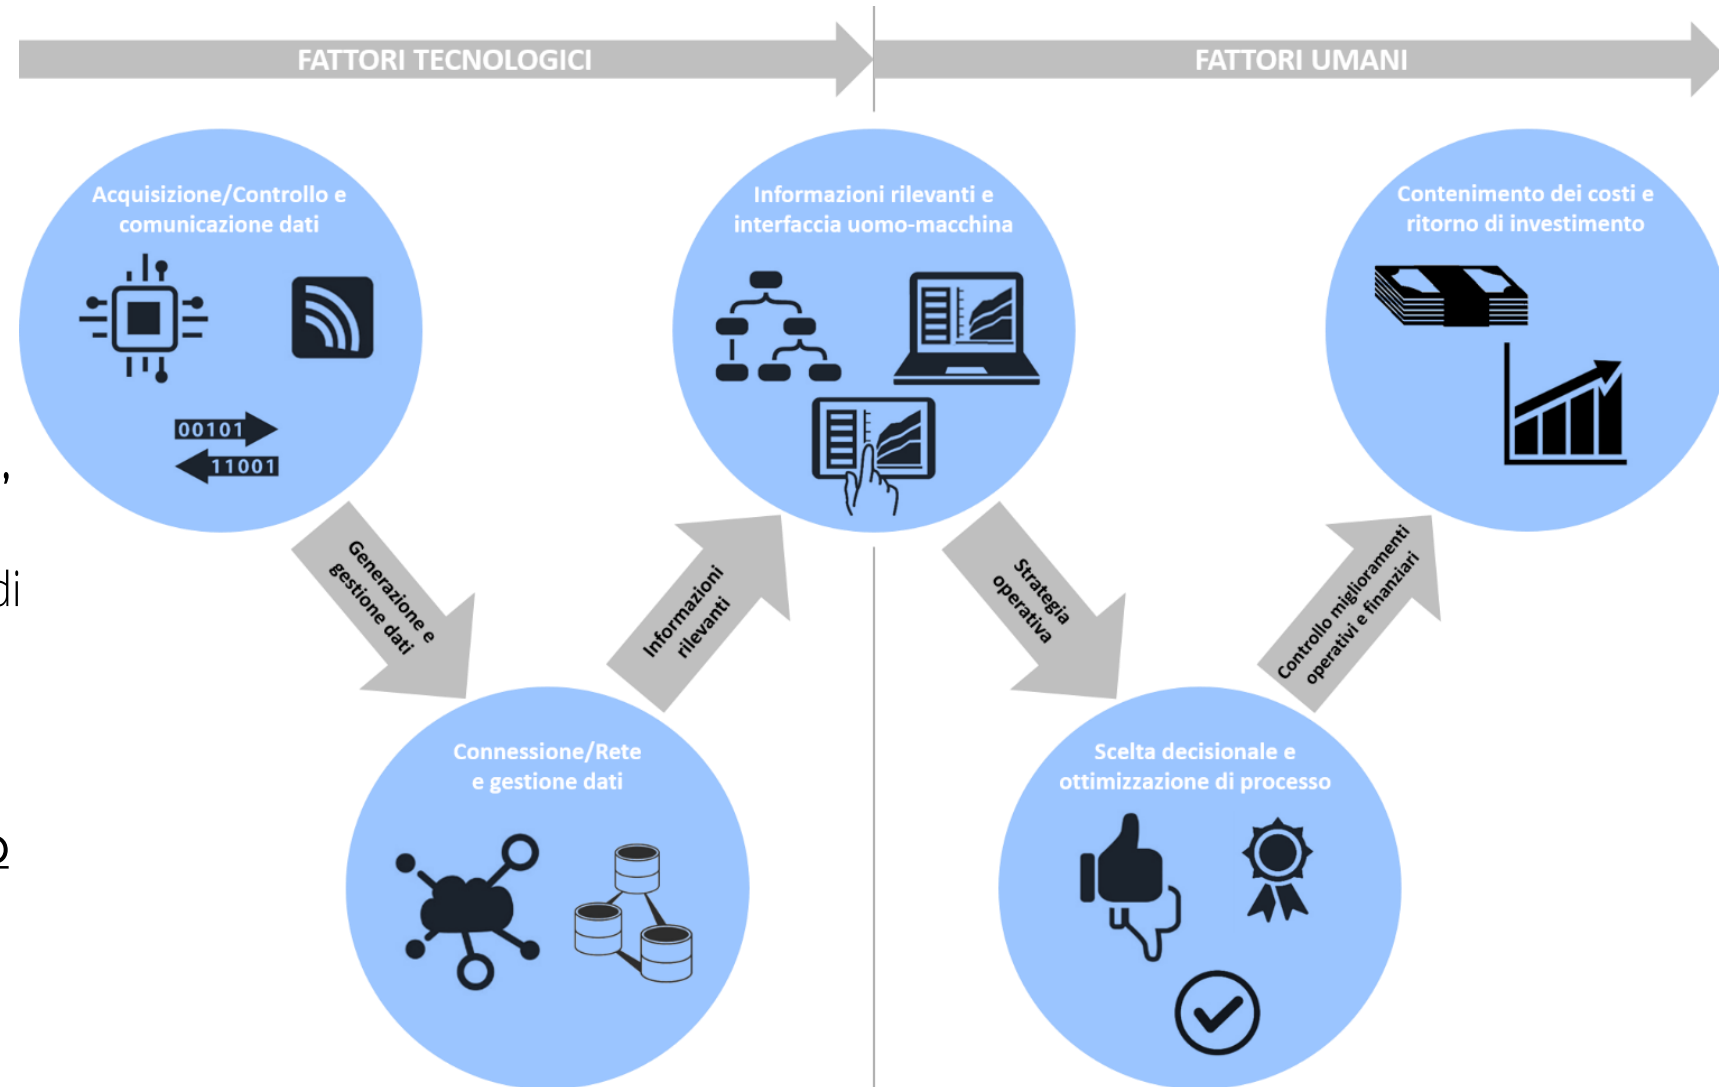 FATTORI TECNOLOGICI
FATTORI UMANI
Acquisizione/Controllo e
comunicazione dati
00101
11001
Generazione e
gestione dati
Connessione/Rete
e gestione dati
Informazioni
rilevanti
Informazioni rilevanti e
interfaccia uomo-macchina
Strategia
operativa
Scelta decisionale e
ottimizzazione di processo
Controllo miglioramenti
operativi e finanziari
Contenimento dei costi e
ritorno di investimento
,
di
o